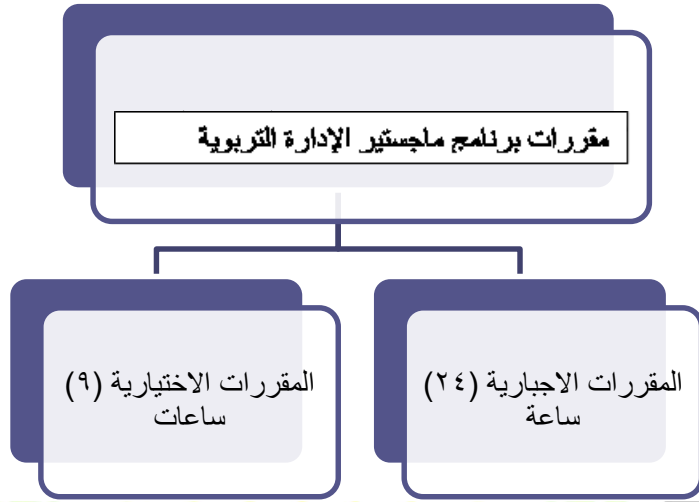 مقررات برنامج ماجستير الإدارة التربوية
المقررات الاجبارية (٢٤)
ساعة
المقررات الاختيارية (٩)
ساعات